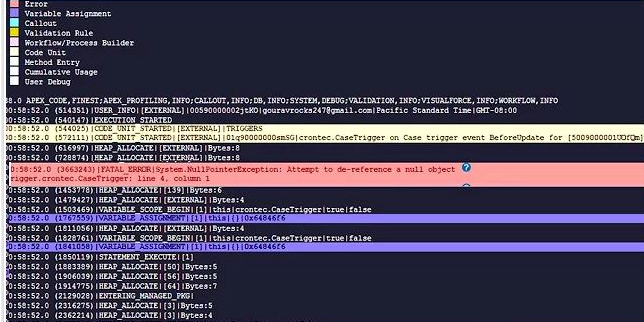 Error
Variable Assignment
Callout
Validation Rule
Workflow/Process Builder
Code Unit
Method Entry
Cumulative Usage
User Debug
38.0 APEX_CODE,FINEST;APEX_PROFILING,INFO;CALLOUT,INFO;DB,INFO;SYSTEM,DEBUG;VALIDATION,INFO;VISUALFORCE,INFO;WORKFLOW,INFO
0:58:52.0 (514351)|USER_INFO|[EXTERNAL]|00590000002jtKO|gouravrocks247@gmail.com|Pacific Standard Time|GMT-08:00
0:58:52.0 (540147)|EXECUTION_STARTED
0:58:52.0 (544025)|CODE_UNIT_STARTED|[EXTERNAL]|TRIGGERS
0:58:52.0 (572111)|CODE_UNIT_STARTED|[EXTERNAL]|01q90000000smSG|crontec.CaseTrigger on Case trigger event BeforeUpdate for
0:58:52.0 (616997)|HEAP_ALLOCATE|[EXTERNAL]|Bytes:8
0:58:52.0 (728874)|HEAP_ALLOCATE|[EXTERNAL]|Bytes:8
0:58:52.0 (3663243)|FATAL_ERROR|System.NullPointerException: Attempt to de-reference a null object
rigger.crontec.CaseTrigger: line 4, column 1
0:58:52.0 (1453778)|HEAP_ALLOCATE|[139]|Bytes:6
0:58:52.0 (1479427)|HEAP_ALLOCATE|[EXTERNAL]|Bytes:4
0:58:52.0 (1503469)|VARIABLE_SCOPE_BEGIN|[1]|this|crontec.CaseTrigger|true|false
0:58:52.0 (1767559)|VARIABLE_ASSIGNMENT|[1]|this|{}|0x64846f6
0:58:52.0 (1811056)|HEAP_ALLOCATE|[EXTERNAL]|Bytes:4
0:58:52.0 (1828761)|VARIABLE_SCOPE_BEGIN|[1]|this|crontec.CaseTrigger|true|false
0:58:52.0 (1841058)|VARIABLE_ASSIGNMENT|[1]|this|{}|0x64846f6
0:58:52.0 (1850119)|STATEMENT_EXECUTE|[1]
0:58:52.0 (1883389)|HEAP_ALLOCATE|[50]|Bytes:5
0:58:52.0 (1906039)|HEAP_ALLOCATE|[56]|Bytes:5
0:58:52.0 (1914775)|HEAP_ALLOCATE|[64]|Bytes:7
0:58:52.0 (2129028)|ENTERING_MANAGED_PKG|
0:58:52.0 (2316275)|HEAP_ALLOCATE|[3]|Bytes:5
0:58:52.0 (2362214)|HEAP_ALLOCATE|[3]|Bytes:4